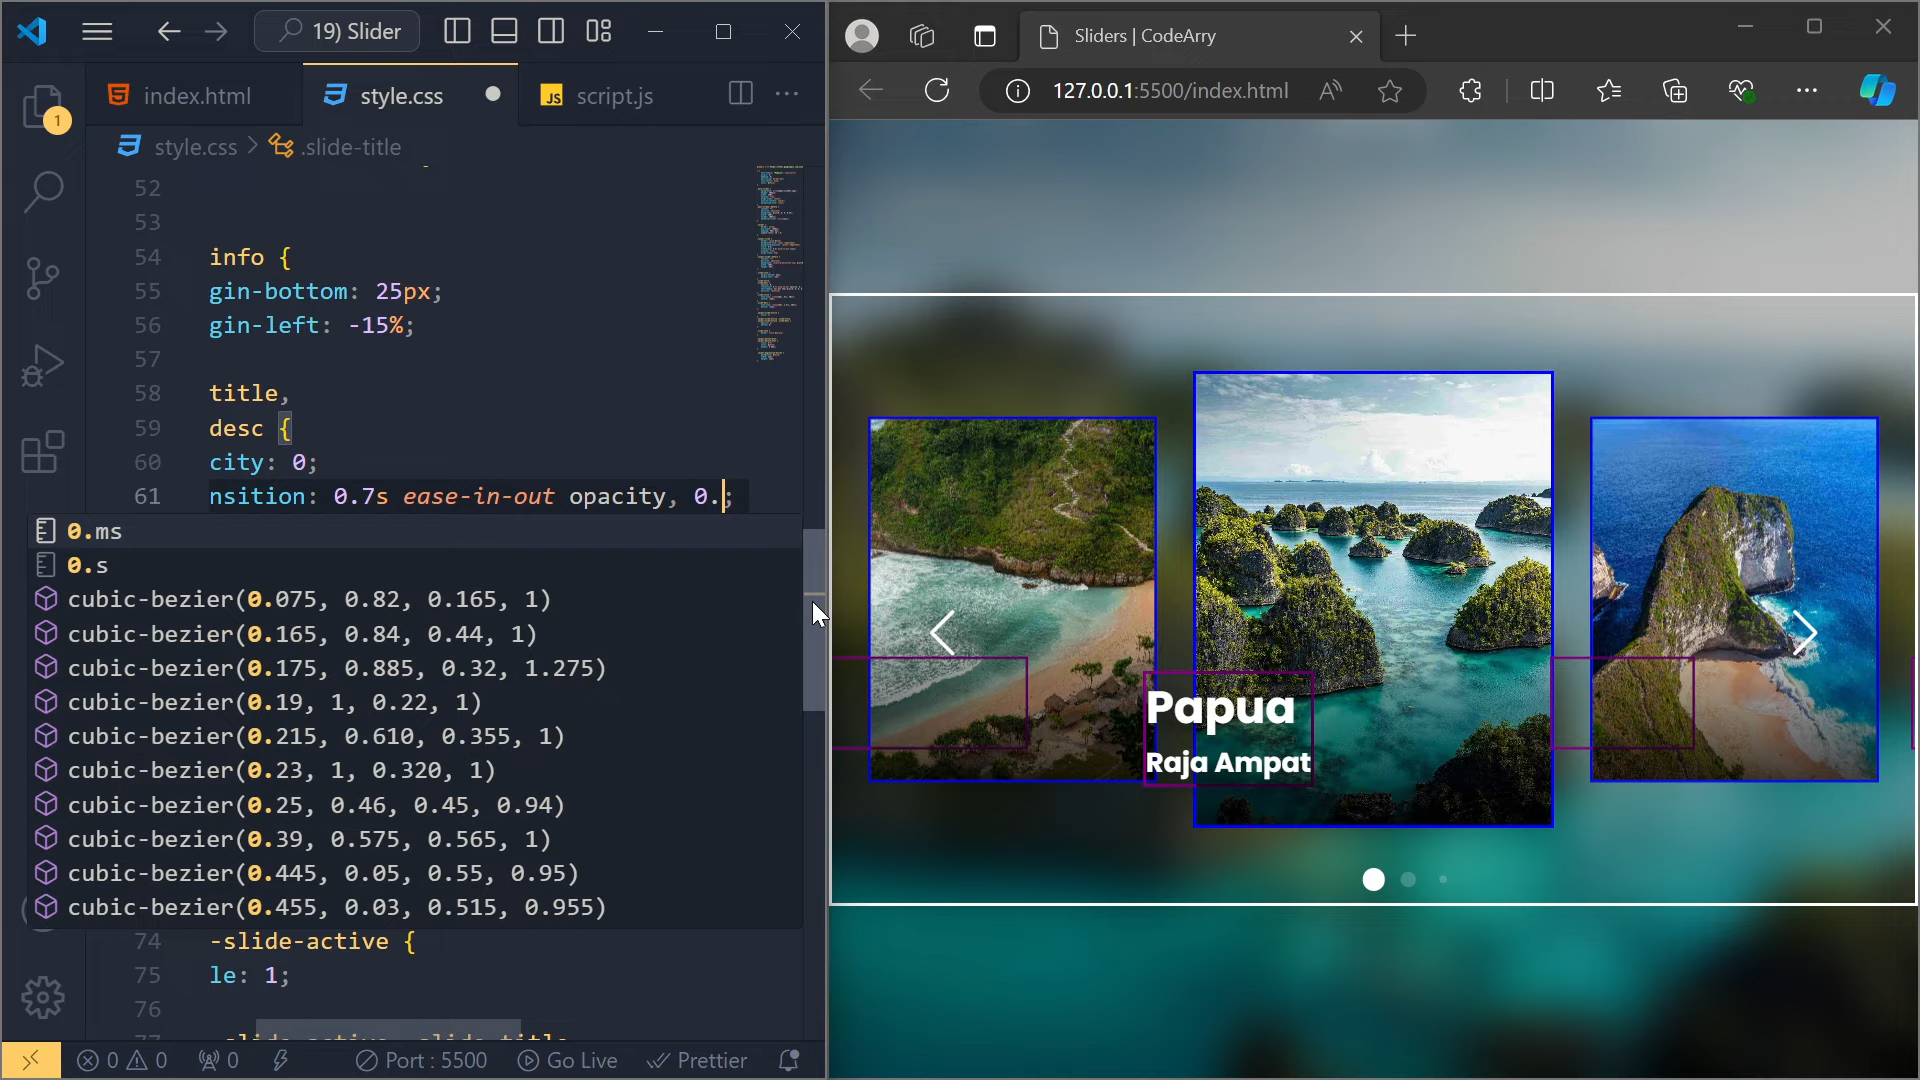 19) Slider
index.html
style.css
JS script.js
style.css > .slide-title
52
53
54 info {
55 gin-bottom: 25px;
56 gin-left: -15%;
57
58 title,
59 desc {
60 city: 0;
61 nsition: 0.7s ease-in-out opacity, 0.;
0.ms
0.s
cubic-bezier(0.075, 0.82, 0.165, 1)
cubic-bezier(0.165, 0.84, 0.44, 1)
cubic-bezier(0.175, 0.885, 0.32, 1.275)
cubic-bezier(0.19, 1, 0.22, 1)
cubic-bezier(0.215, 0.610, 0.355, 1)
cubic-bezier(0.23, 1, 0.320, 1)
cubic-bezier(0.25, 0.46, 0.45, 0.94)
cubic-bezier(0.39, 0.575, 0.565, 1)
cubic-bezier(0.445, 0.05, 0.55, 0.95)
cubic-bezier(0.455, 0.03, 0.515, 0.955)
74 -slide-active {
75 le: 1;
76
1
0 0 0 Port : 5500 Go Live Prettier
Sliders | CodeArry
127.0.0.1:5500/index.html
Papua
Raja Ampat